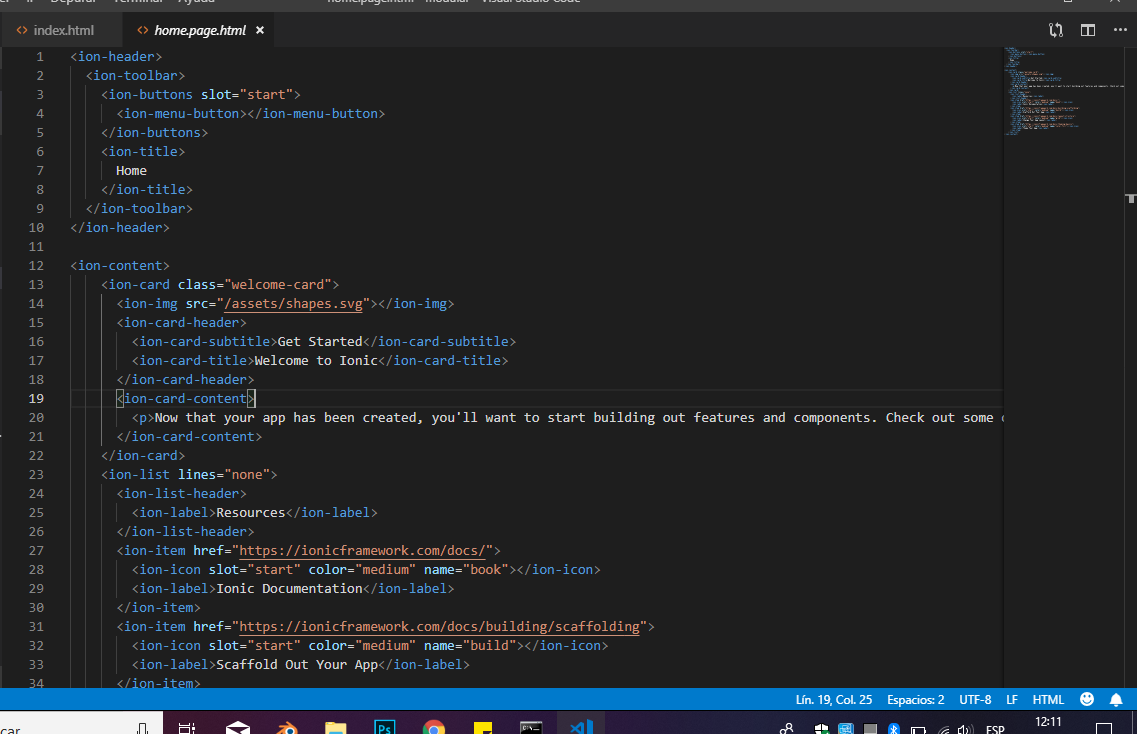 Depurar Terminal Ayuda home.page.html - modular - Visual Studio Code
<> index.html
<> home.page.html ×
1 <ion-header>
2 <ion-toolbar>
3 <ion-buttons slot="start">
4 <ion-menu-button></ion-menu-button>
5 </ion-buttons>
6 <ion-title>
7 Home
8 </ion-title>
9 </ion-toolbar>
10 </ion-header>
11
12 <ion-content>
13 <ion-card class="welcome-card">
14 <ion-img src="/assets/shapes.svg"></ion-img>
15 <ion-card-header>
16 <ion-card-subtitle>Get Started</ion-card-subtitle>
17 <ion-card-title>Welcome to Ionic</ion-card-title>
18 </ion-card-header>
19 <ion-card-content>
20 <p>Now that your app has been created, you'll want to start building out features and components. Check out some
21 </ion-card-content>
22 </ion-card>
23 <ion-list lines="none">
24 <ion-list-header>
25 <ion-label>Resources</ion-label>
26 </ion-list-header>
27 <ion-item href="https://ionicframework.com/docs/">
28 <ion-icon slot="start" color="medium" name="book"></ion-icon>
29 <ion-label>Ionic Documentation</ion-label>
30 </ion-item>
31 <ion-item href="https://ionicframework.com/docs/building/scaffolding">
32 <ion-icon slot="start" color="medium" name="build"></ion-icon>
33 <ion-label>Scaffold Out Your App</ion-label>
34 </ion-item>
Lín. 19, Col. 25 Espacios: 2 UTF-8 LF HTML
car
Ps
ESP
12:11